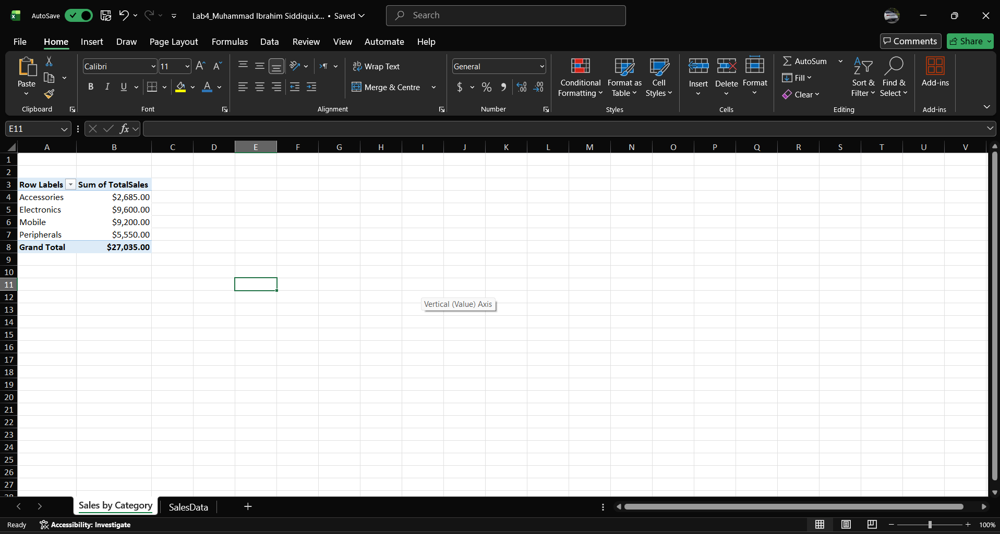 AutoSave Lab4_Muhammad Ibrahim Siddiqui.x... • Saved Search
File Home Insert Draw Page Layout Formulas Data Review View Automate Help Comments Share
Paste
Clipboard
Calibri 11
B I U A
Font
ab Wrap Text
Merge & Centre
Alignment
General
$ % 9 .00
Number
Conditional Formatting
Format as Table
Cell Styles
Styles
Insert Delete Format
Cells
AutoSum
Fill
Clear
Sort & Filter
Find & Select
Editing
Add-ins
Add-ins
E11 fx
A B C D E F G H I J K L M N O P Q R S T U V
1
2
3 Row Labels Sum of TotalSales
4 Accessories $2,685.00
5 Electronics $9,600.00
6 Mobile $9,200.00
7 Peripherals $5,550.00
8 Grand Total $27,035.00
9
10
11
12 Vertical (Value) Axis
13
14
15
16
17
18
19
20
21
22
23
24
25
26
27
28
Sales by Category SalesData +
Ready Accessibility: Investigate 100%